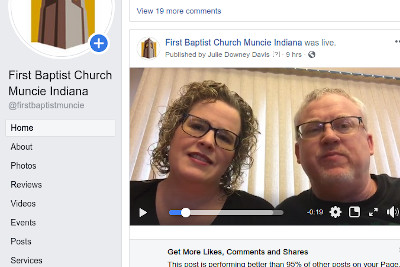 View 19 more comments
First Baptist Church Muncie Indiana was live.
Published by Julie Downey Davis [?] · 9 hrs ·
First Baptist Church
Muncie Indiana
@firstbaptistmuncie
Home
About
Photos
Reviews
Videos
Events
Posts
Services
-0:19
Get More Likes, Comments and Shares
This post is performing better than 95% of other posts on your Page.